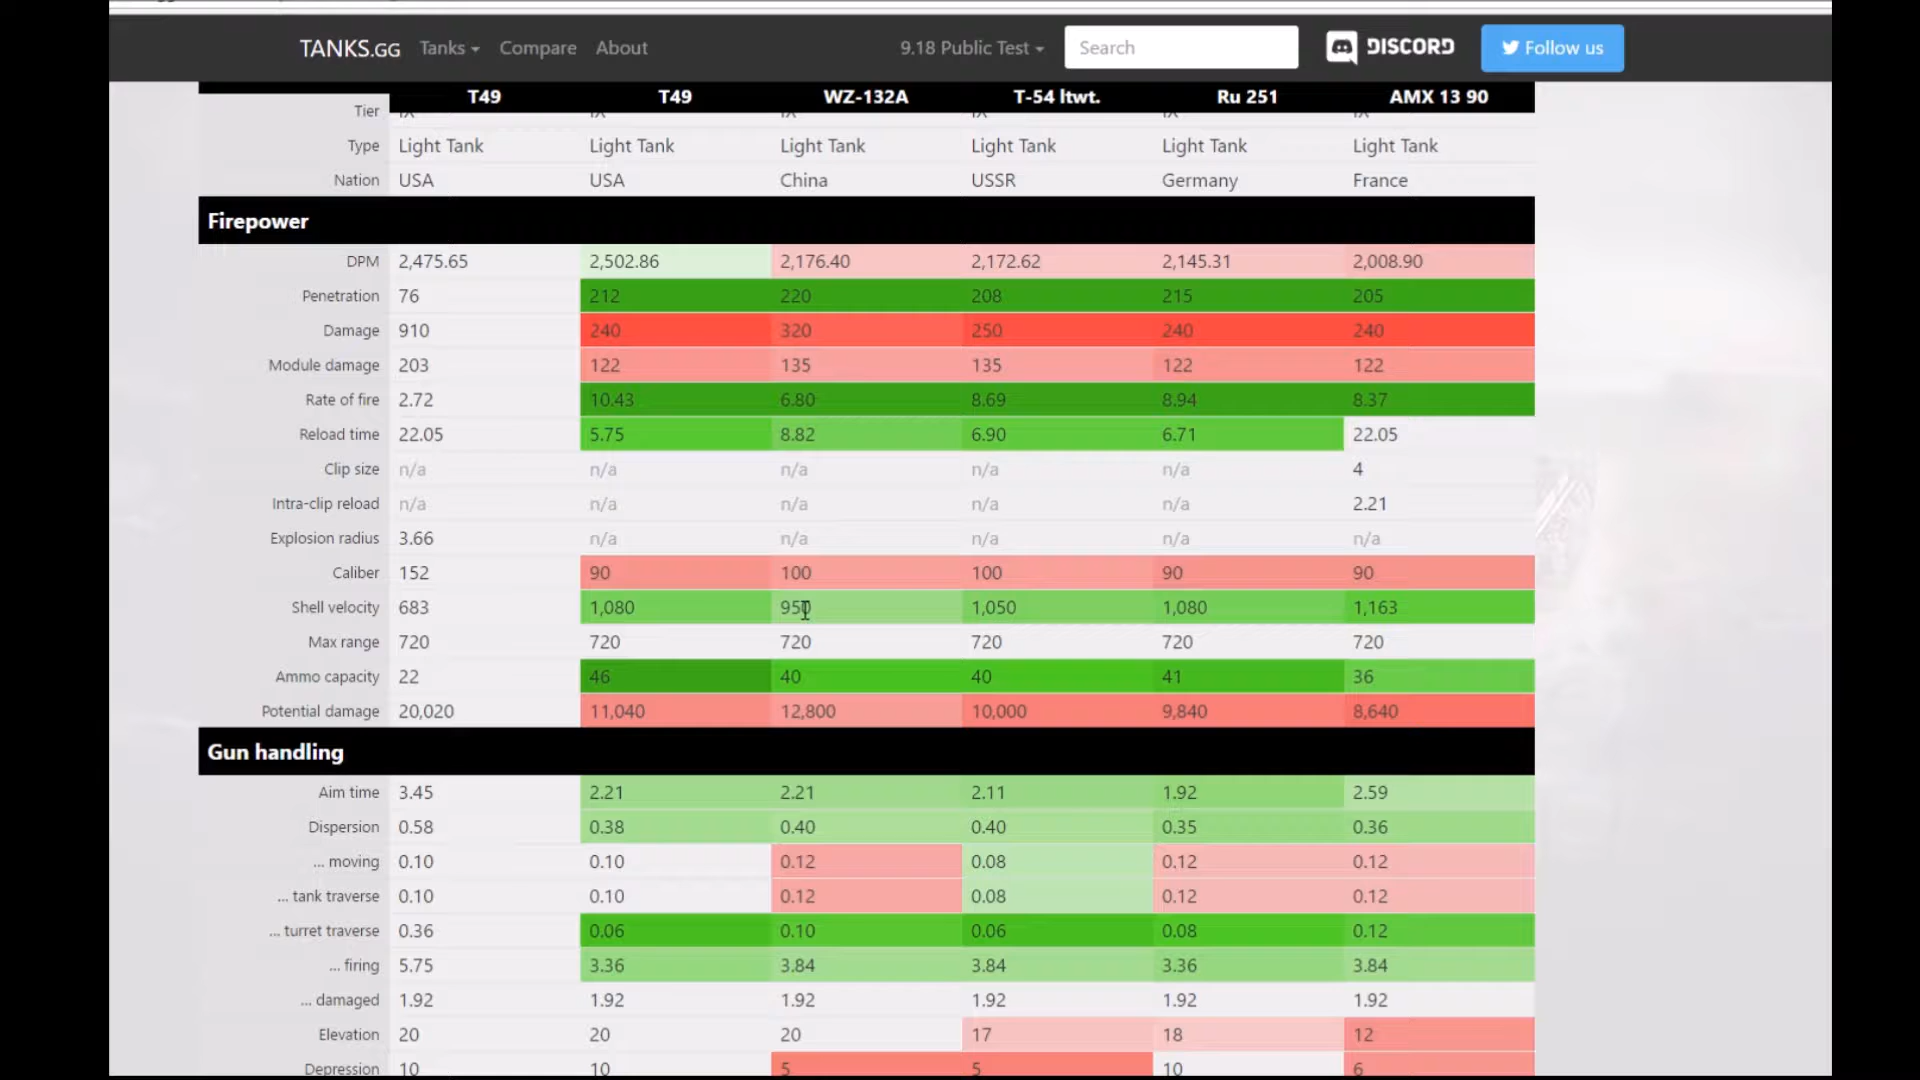 TANKS.GG Tanks Compare About 9.18 Public Test Search DISCORD Follow us
T49 T49 WZ-132A T-54 ltwt. Ru 251 AMX 13 90
Tier IX IX IX IX IX IX
Type Light Tank Light Tank Light Tank Light Tank Light Tank Light Tank
Nation USA USA China USSR Germany France
Firepower
DPM 2,475.65 2,502.86 2,176.40 2,172.62 2,145.31 2,008.90
Penetration 76 212 220 208 215 205
Damage 910 240 320 250 240 240
Module damage 203 122 135 135 122 122
Rate of fire 2.72 10.43 6.80 8.69 8.94 8.37
Reload time 22.05 5.75 8.82 6.90 6.71 22.05
Clip size n/a n/a n/a n/a n/a 4
Intra-clip reload n/a n/a n/a n/a n/a 2.21
Explosion radius 3.66 n/a n/a n/a n/a n/a
Caliber 152 90 100 100 90 90
Shell velocity 683 1,080 950 1,050 1,080 1,163
Max range 720 720 720 720 720 720
Ammo capacity 22 46 40 40 41 36
Potential damage 20,020 11,040 12,800 10,000 9,840 8,640
Gun handling
Aim time 3.45 2.21 2.21 2.11 1.92 2.59
Dispersion 0.58 0.38 0.40 0.40 0.35 0.36
... moving 0.10 0.10 0.12 0.08 0.12 0.12
... tank traverse 0.10 0.10 0.12 0.08 0.12 0.12
... turret traverse 0.36 0.06 0.10 0.06 0.08 0.12
... firing 5.75 3.36 3.84 3.84 3.36 3.84
... damaged 1.92 1.92 1.92 1.92 1.92 1.92
Elevation 20 20 20 17 18 12
Depression 10 10 5 5 10 6